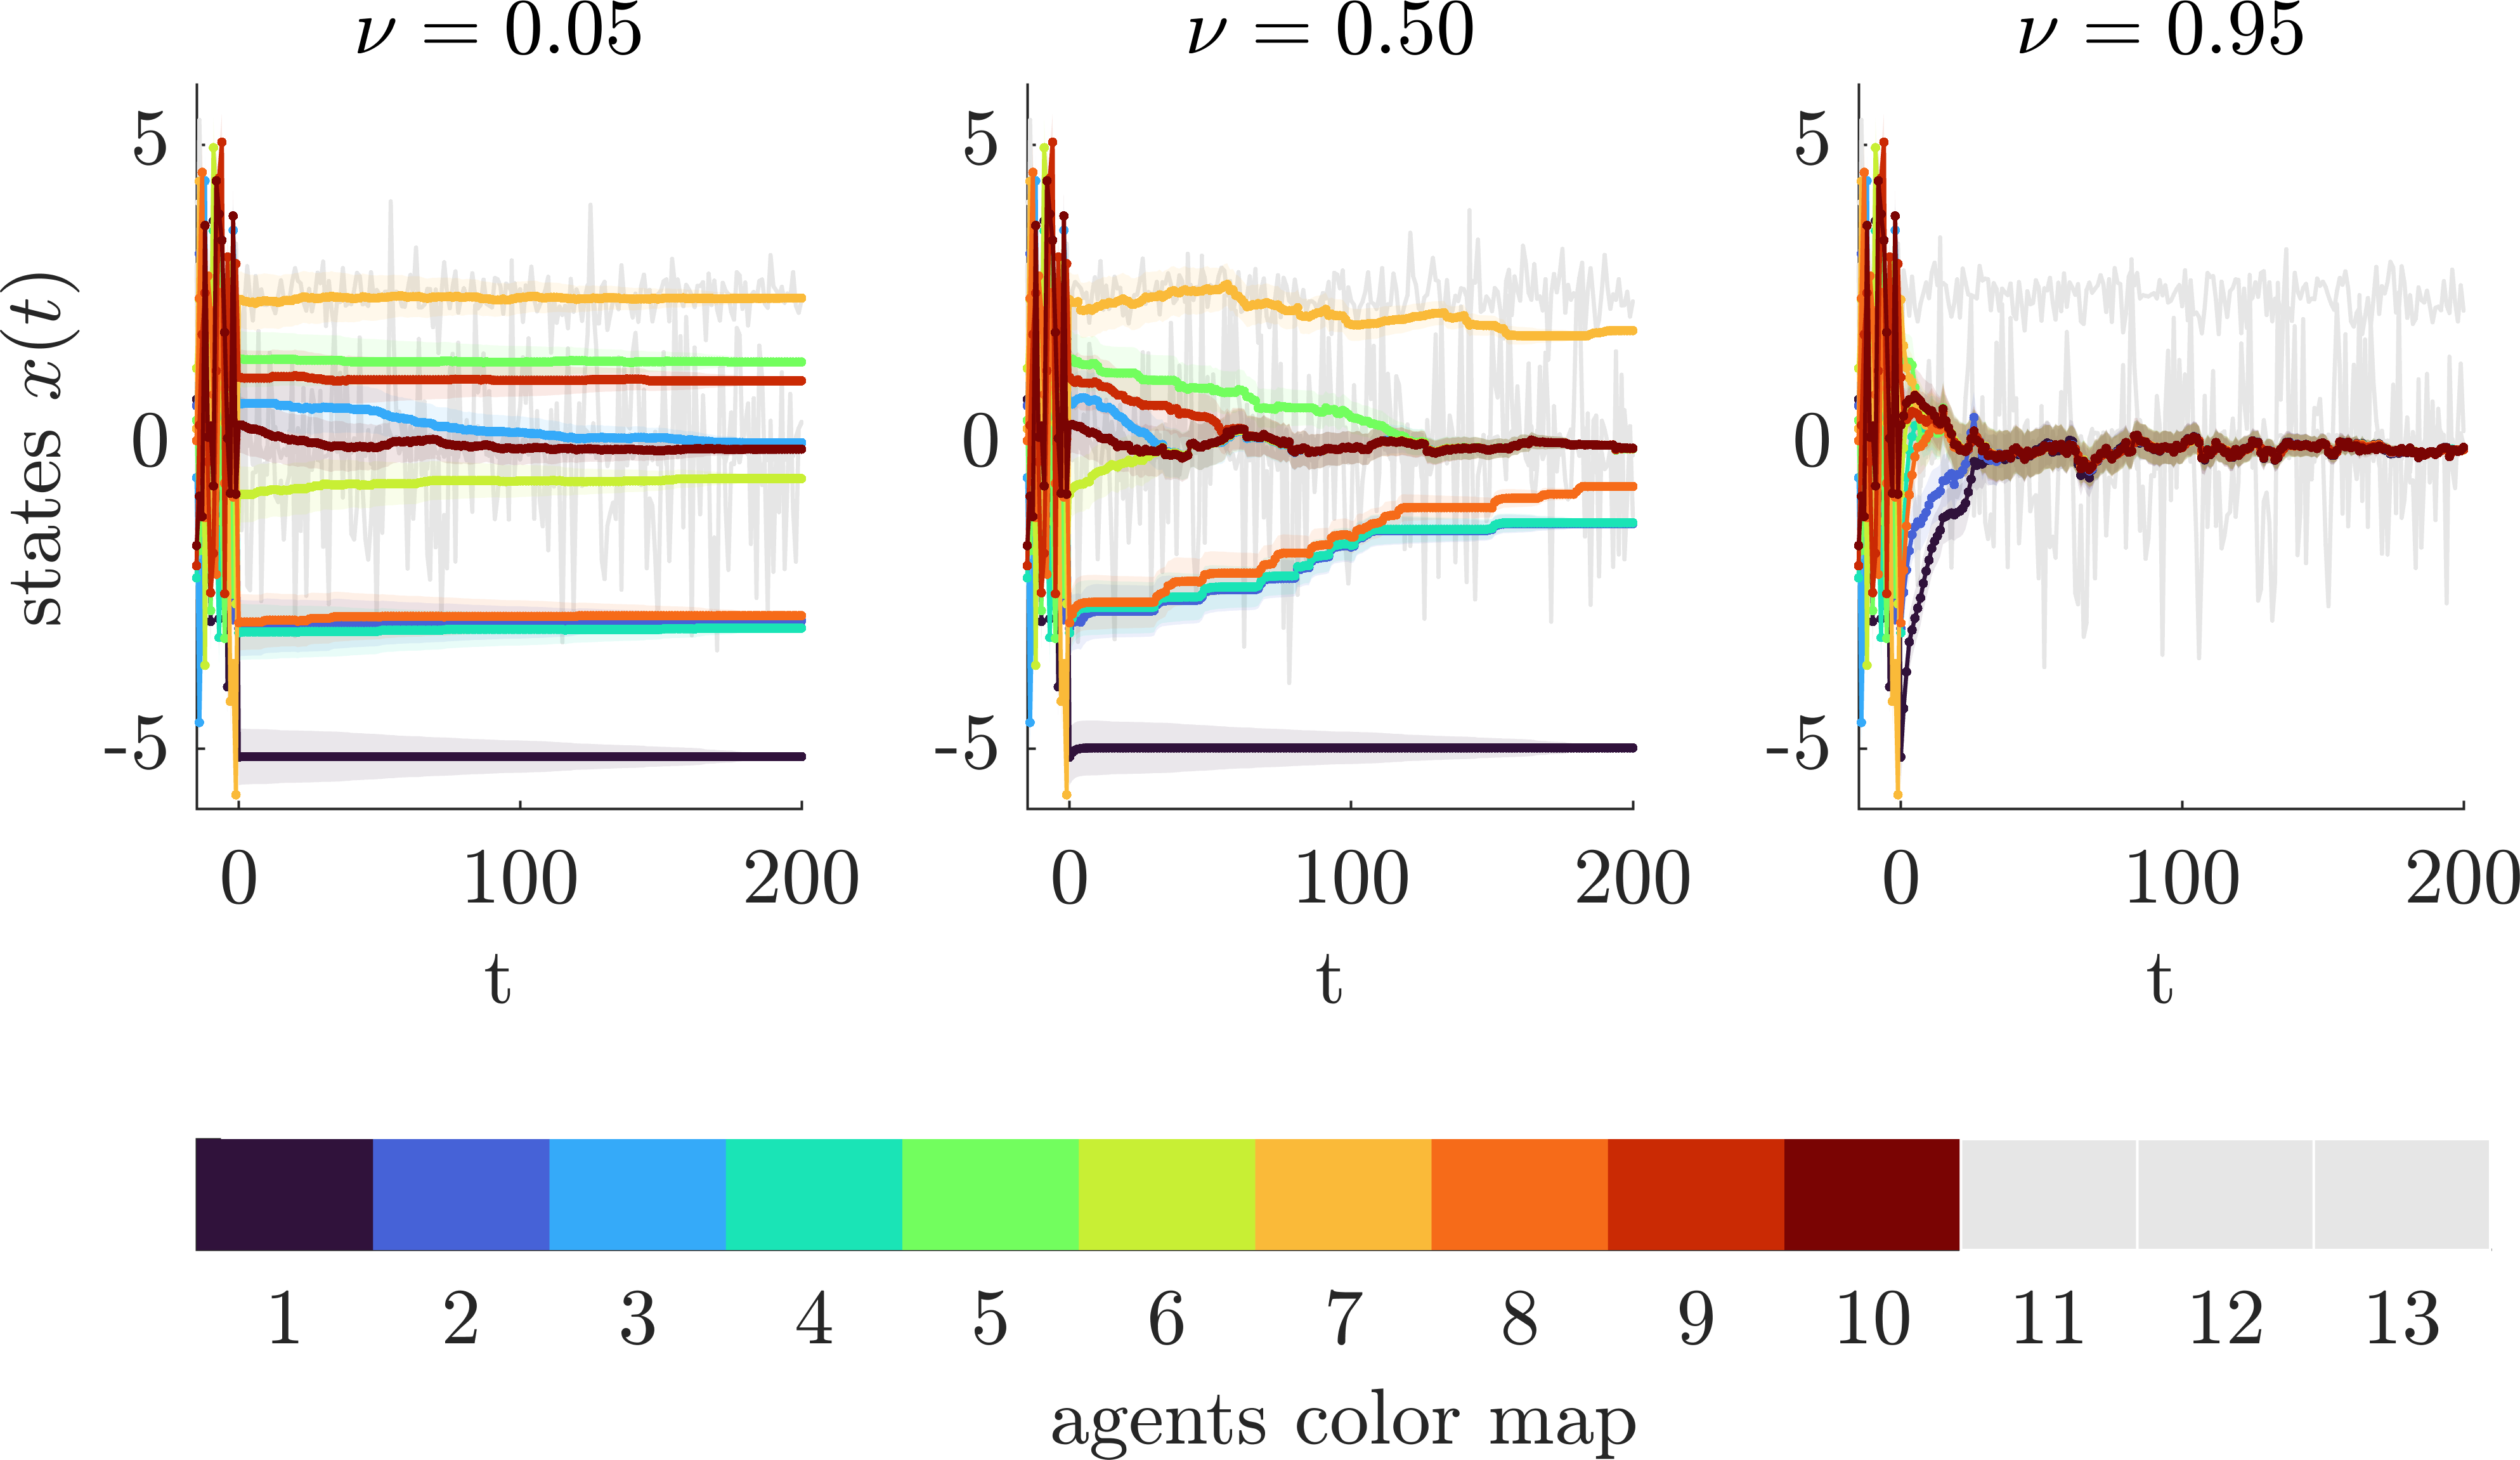 ν = 0.05 ν = 0.50 ν = 0.95
states x(t)
5 5 5
0 0 0
-5 -5 -5
0 100 200 0 100 200 0 100 200
t t t
1 2 3 4 5 6 7 8 9 10 11 12 13
agents color map